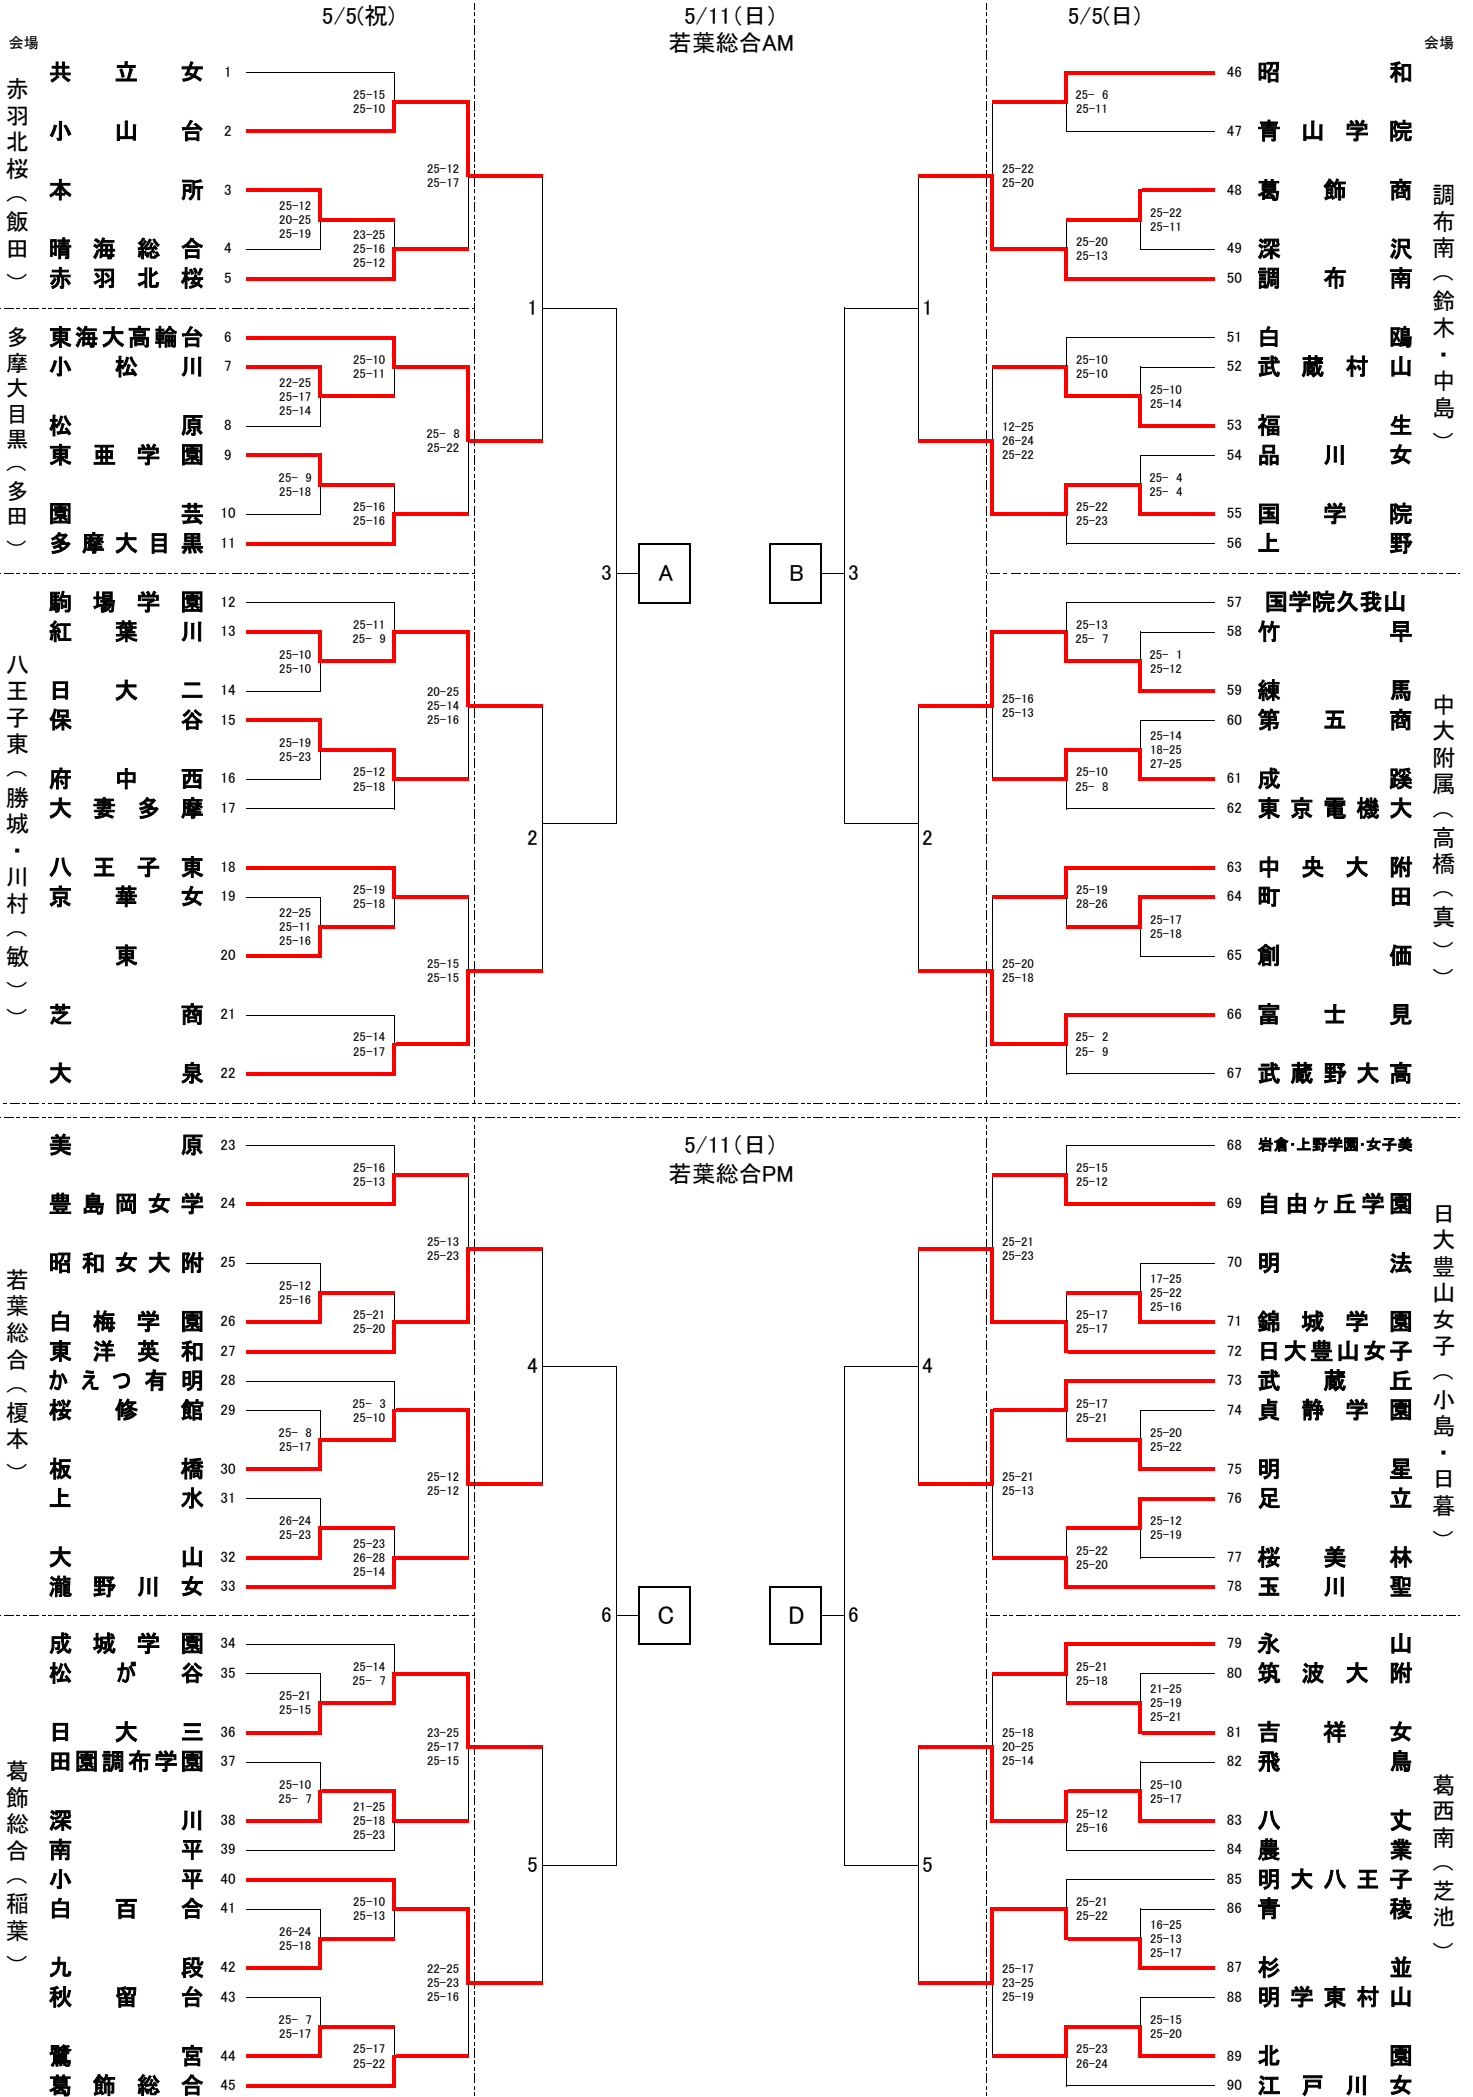 5/5(祝)
5/11(日)
若葉総合AM
5/5(日)
会場
会場
赤羽北桜(飯田)
共立女 1
小山台 2
本所 3
晴海総合 4
赤羽北桜 5
25-15
25-10
25-12
20-25
25-19
23-25
25-16
25-12
25-12
25-17
多摩大目黒(多田)
東海大高輪台 6
小松川 7
松原 8
東亜学園 9
園芸 10
多摩大目黒 11
25-10
25-11
22-25
25-17
25-14
25- 9
25-18
25-16
25-16
25- 8
25-22
八王子東(勝城・川村(敏))
駒場学園 12
紅葉川 13
日大二 14
保谷 15
府中西 16
大妻多摩 17
八王子東 18
京華女 19
東 20
芝商 21
大泉 22
25-11
25- 9
25-10
25-10
25-19
25-23
25-12
25-18
20-25
25-14
25-16
25-19
25-18
22-25
25-11
25-16
25-14
25-17
25-15
25-15
1
2
3
A
調布南(鈴木・中島)
46 昭和
47 青山学院
48 葛飾商
49 深沢
50 調布南
51 白鴎
52 武蔵村山
53 福生
54 品川女
55 国学院
56 上野
25- 6
25-11
25-22
25-11
25-20
25-13
25-22
25-20
25-10
25-10
25-10
25-14
25- 4
25- 4
25-22
25-23
12-25
26-24
25-22
中大附属(高橋(真))
57 国学院久我山
58 竹早
59 練馬
60 第五商
61 成蹊
62 東京電機大
63 中央大附
64 町田
65 創価
66 富士見
67 武蔵野大高
25-13
25- 7
25- 1
25-12
25-14
18-25
27-25
25-10
25- 8
25-16
25-13
25-19
28-26
25-17
25-18
25- 2
25- 9
25-20
25-18
1
2
3
B
5/11(日)
若葉総合PM
若葉総合(榎本)
美原 23
豊島岡女学 24
昭和女大附 25
白梅学園 26
東洋英和 27
かえつ有明 28
桜修館 29
板橋 30
上水 31
大山 32
瀧野川女 33
25-16
25-13
25-12
25-16
25-21
25-20
25-13
25-23
25- 3
25-10
25- 8
25-17
26-24
25-23
25-23
26-28
25-14
25-12
25-12
葛飾総合(稲葉)
成城学園 34
松が谷 35
日大三 36
田園調布学園 37
深川 38
南平 39
小平 40
白百合 41
九段 42
秋留台 43
鷺宮 44
葛飾総合 45
25-14
25- 7
25-21
25-15
25-10
25- 7
21-25
25-18
25-23
23-25
25-17
25-15
25-10
25-13
26-24
25-18
25- 7
25-17
25-17
25-22
22-25
25-23
25-16
4
5
6
C
日大豊山女子(小島・日暮)
68 岩倉・上野学園・女子美
69 自由ヶ丘学園
70 明法
71 錦城学園
72 日大豊山女子
73 武蔵丘
74 貞静学園
75 明星
76 足立
77 桜美林
78 玉川聖
25-15
25-12
17-25
25-22
25-16
25-17
25-17
25-21
25-23
25-17
25-21
25-20
25-22
25-12
25-19
25-22
25-20
25-21
25-13
葛西南(芝池)
79 永山
80 筑波大附
81 吉祥女
82 飛鳥
83 八丈
84 農業
85 明大八王子
86 青稜
87 杉並
88 明学東村山
89 北園
90 江戸川女
25-21
25-18
21-25
25-19
25-21
25-10
25-17
25-12
25-16
25-18
20-25
25-14
25-21
25-22
16-25
25-13
25-17
25-15
25-20
25-23
26-24
25-17
23-25
25-19
4
5
6
D